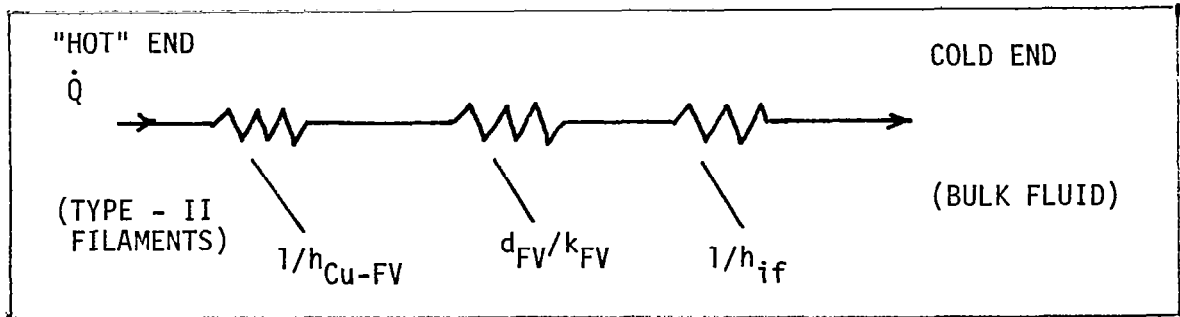 "HOT" END
Q̇
COLD END
(TYPE - II
FILAMENTS)
(BULK FLUID)
1/hCu-FV
dFV/kFV
1/hif